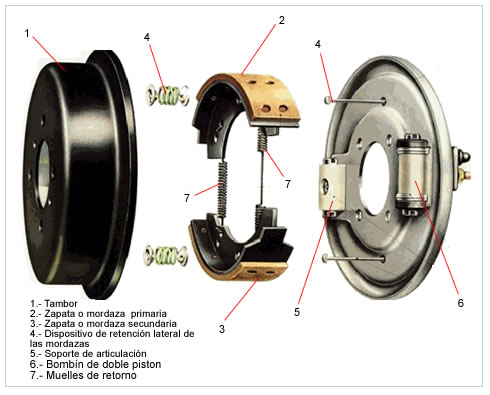 2
1
4
4
7
7
5
6
3
1.- Tambor
2.- Zapata o mordaza primaria
3.- Zapata o mordaza secundaria
4.- Dispositivo de retención lateral de
las mordazas
5.- Soporte de articulación
6.- Bombín de doble piston
7.- Muelles de retorno